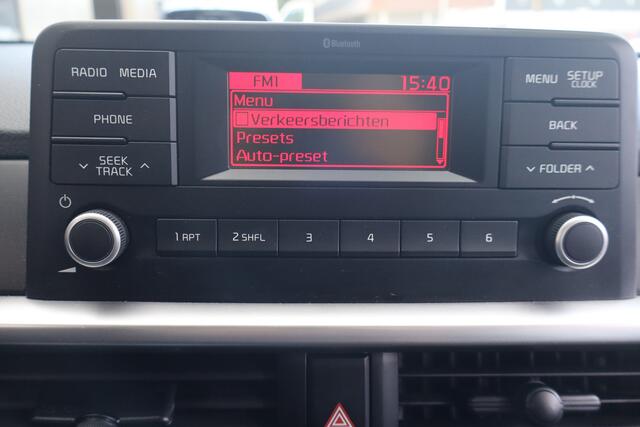 Bluetooth
RADIO MEDIA
PHONE
SEEK
TRACK
FM1 15:40
Menu
Verkeersberichten
Presets
Auto-preset
MENU SETUP
CLOCK
BACK
FOLDER
1 RPT 2 SHFL 3 4 5 6